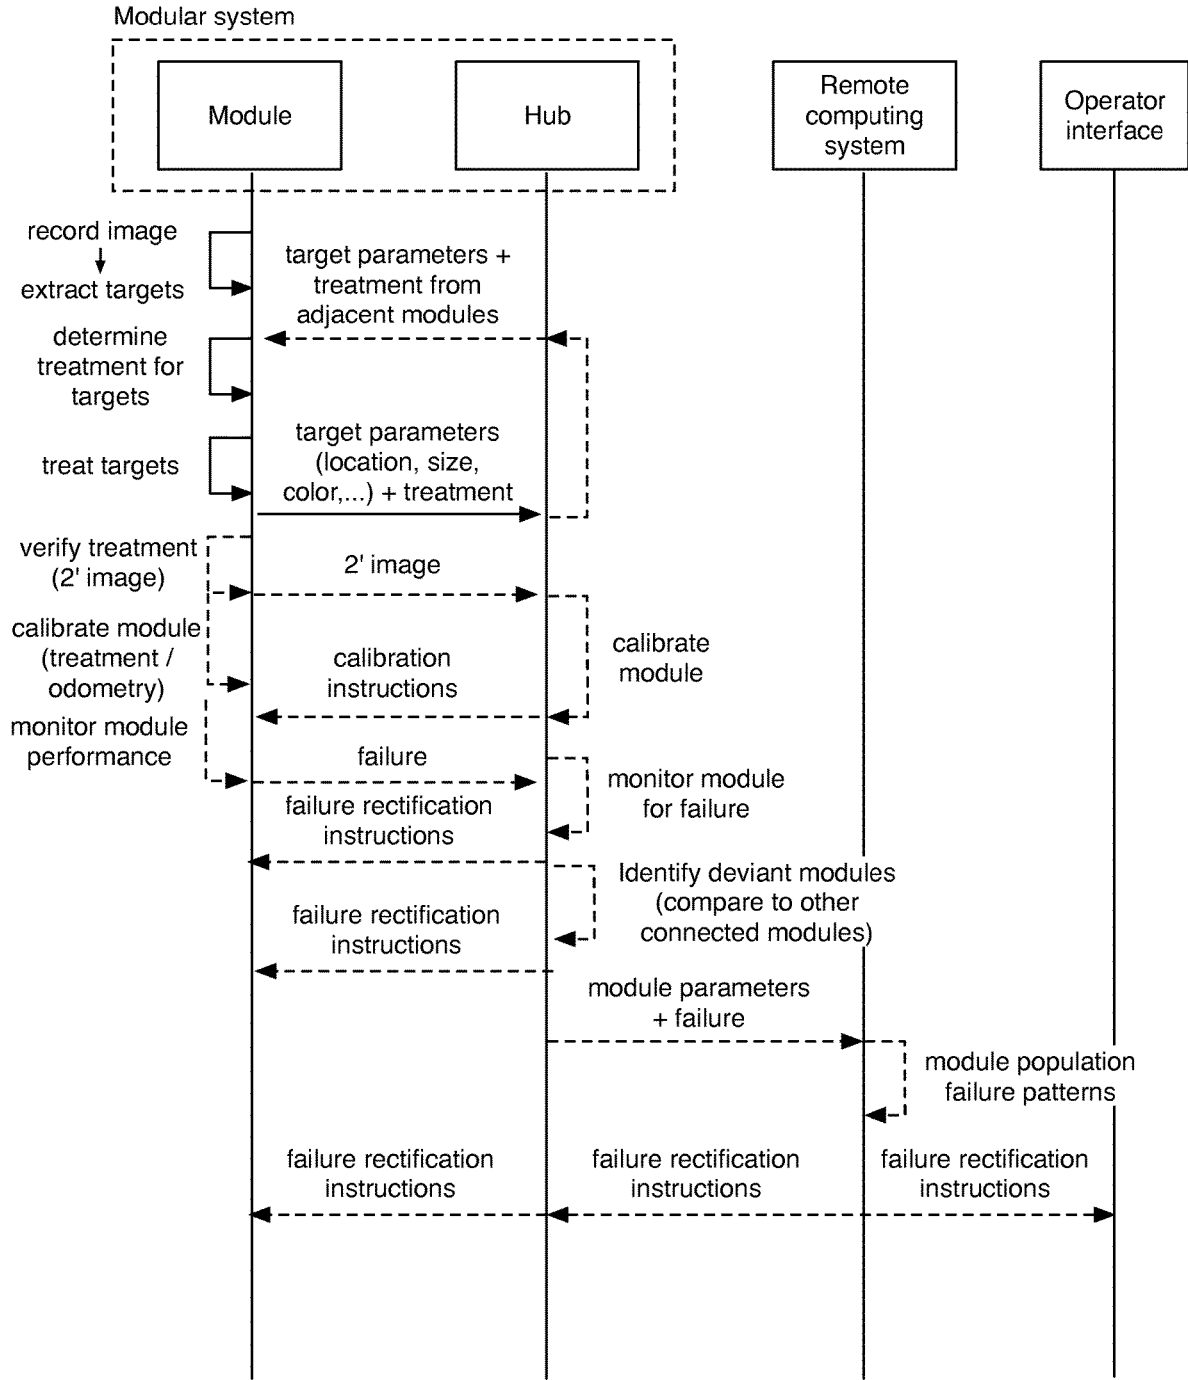 Modular system
Module
Hub
Remote
computing
system
Operator
interface
record image
extract targets
target parameters +
treatment from
adjacent modules
determine
treatment for
targets
treat targets
target parameters
(location, size,
color,...) + treatment
verify treatment
(2' image)
2' image
calibrate module
(treatment /
odometry)
calibration
instructions
calibrate
module
monitor module
performance
failure
monitor module
for failure
failure rectification
instructions
Identify deviant modules
(compare to other
connected modules)
failure rectification
instructions
module parameters
+ failure
module population
failure patterns
failure rectification
instructions
failure rectification
instructions
failure rectification
instructions